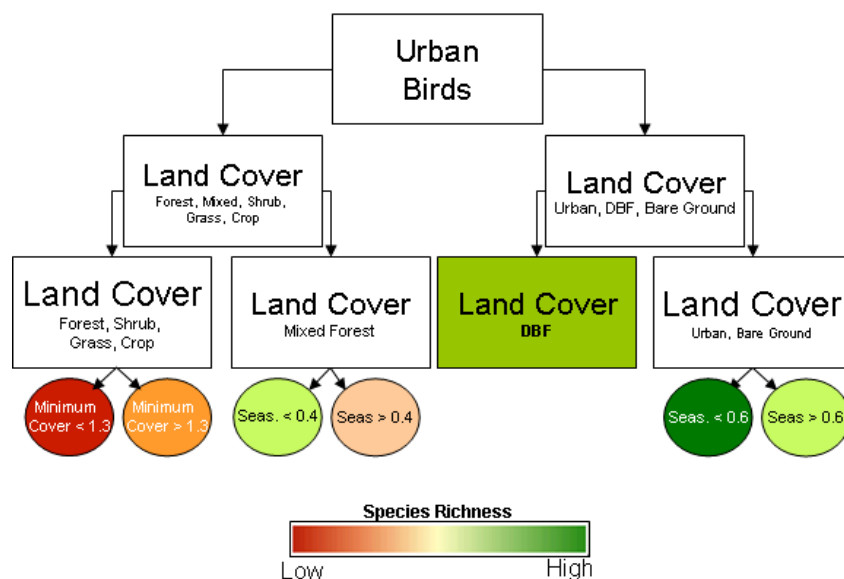 Urban
Birds
Land Cover
Forest, Mixed, Shrub,
Grass, Crop
Land Cover
Urban, DBF, Bare Ground
Land Cover
Forest, Shrub,
Grass, Crop
Land Cover
Mixed Forest
Land Cover
DBF
Land Cover
Urban, Bare Ground
Minimum
Cover < 1.3
Minimum
Cover > 1.3
Seas. < 0.4
Seas > 0.4
Seas. < 0.6
Seas > 0.6
Species Richness
Low
High